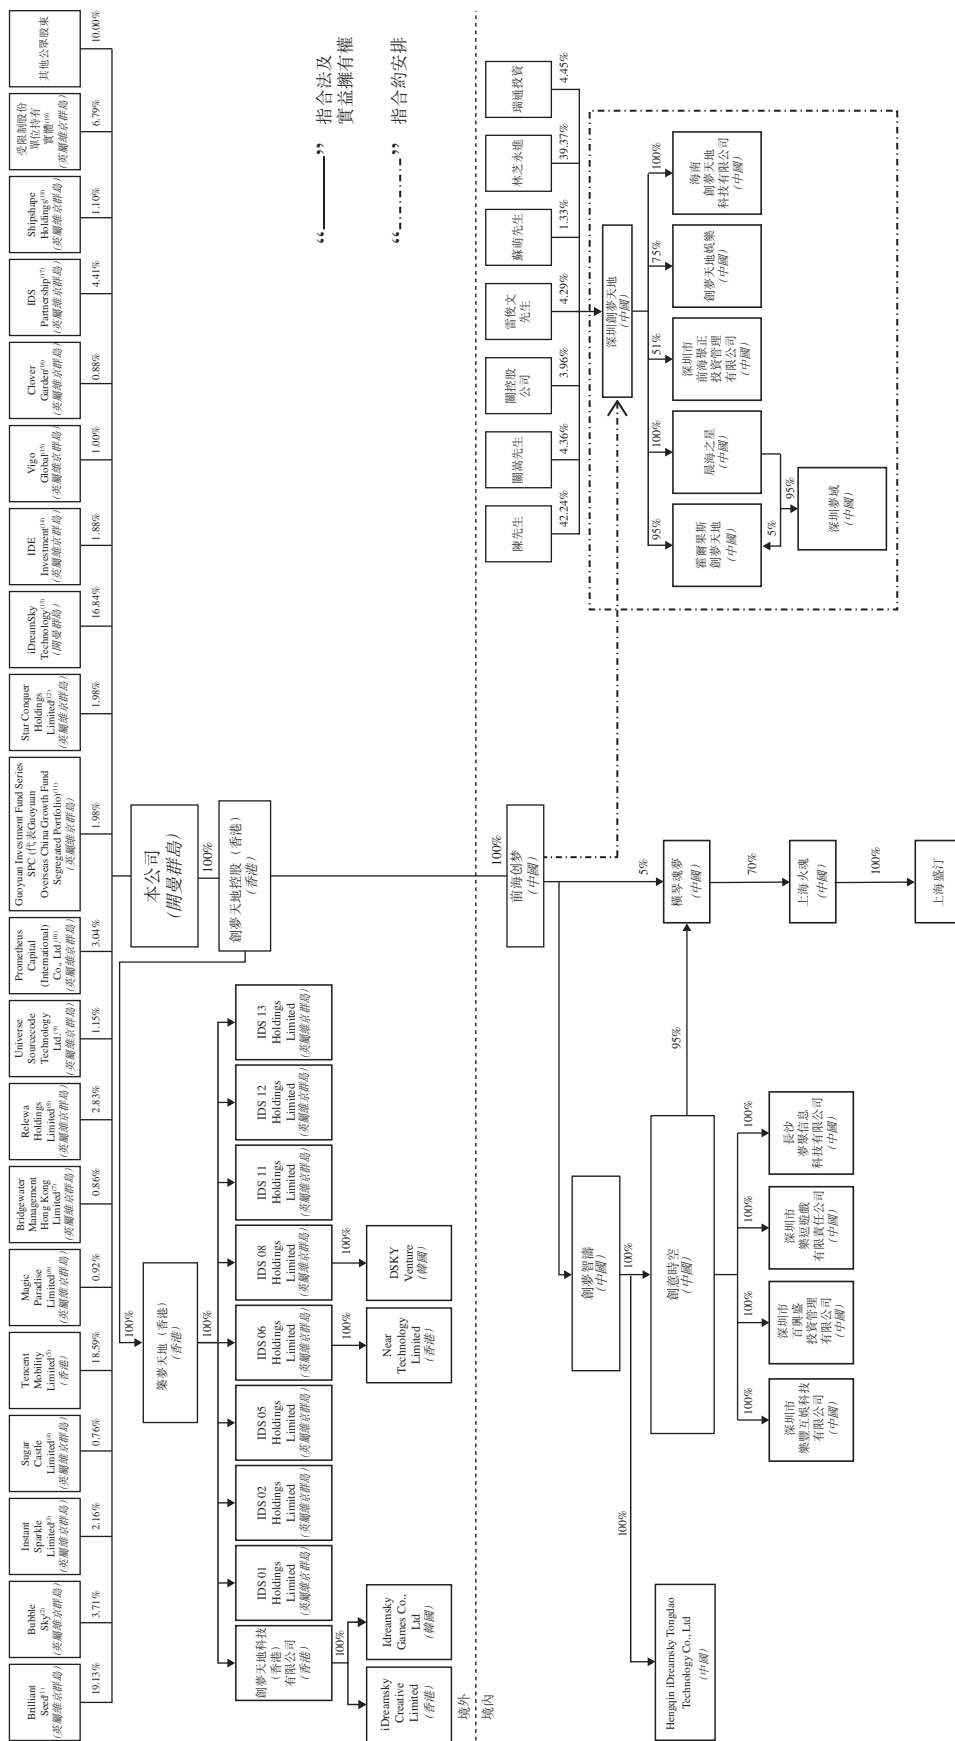 Brilliant
Seed⁽¹⁾
(英屬維京群島)
19.13%
Bubble
Sky⁽²⁾
(英屬維京群島)
3.71%
Instant
Sparkle
Limited⁽³⁾
(英屬維京群島)
2.16%
Sugar
Castle
Limited⁽⁴⁾
(英屬維京群島)
0.76%
Tencent
Mobility
Limited⁽⁵⁾
(香港)
18.59%
Magic
Paradise
Limited⁽⁶⁾
(英屬維京群島)
0.92%
Bridgewater
Management
Hong Kong
Limited⁽⁷⁾
(英屬維京群島)
0.86%
Relewa
Holdings
Limited⁽⁸⁾
(英屬維京群島)
2.83%
Universe
Sourcecode
Technology
Ltd.⁽⁹⁾
(英屬維京群島)
1.15%
Prometheus
Capital
(International)
Co., Ltd.⁽¹⁰⁾
(英屬維京群島)
3.04%
Guoyuan Investment Fund Series
SPC (代表Guoyuan
Overseas China Growth Fund
Segregated Portfolio)⁽¹¹⁾
(英屬維京群島)
1.98%
Star Conquer
Holdings
Limited⁽¹²⁾
(英屬維京群島)
1.98%
iDreamSky
Technology⁽¹³⁾
(開曼群島)
16.84%
IDE
Investment⁽¹⁴⁾
(英屬維京群島)
1.88%
Vigo
Global⁽¹⁵⁾
(英屬維京群島)
1.00%
Clover
Garden⁽¹⁶⁾
(英屬維京群島)
0.88%
IDS
Partnership⁽¹⁷⁾
(英屬維京群島)
4.41%
Shipshape
Holdings⁽¹⁸⁾
(英屬維京群島)
1.10%
受限制股份
單位持有
實體⁽¹⁹⁾
(英屬維京群島)
6.79%
其他公眾股東
10.00%
本公司
(開曼群島)
100%
創夢天地控股(香港)
(香港)
100%
築夢天地(香港)
(香港)
100%
創夢天地科技
(香港)
有限公司
(香港)
IDS 01
Holdings
Limited
(英屬維京群島)
IDS 02
Holdings
Limited
(英屬維京群島)
IDS 05
Holdings
Limited
(英屬維京群島)
IDS 06
Holdings
Limited
(英屬維京群島)
IDS 08
Holdings
Limited
(英屬維京群島)
IDS 11
Holdings
Limited
(英屬維京群島)
IDS 12
Holdings
Limited
(英屬維京群島)
IDS 13
Holdings
Limited
(英屬維京群島)
100%
100%
100%
iDreamsky
Creative
Limited
(香港)
Idreamsky
Games Co.,
Ltd
(韓國)
Near
Technology
Limited
(香港)
DSKY
Venture
(韓國)
“ ”
指合法及
實益擁有權
“ ”
指合約安排
境外
境內
100%
前海创梦
(中國)
陳先生
42.24%
關嵩先生
4.36%
關控股
公司
3.96%
雷俊文
先生
4.29%
蘇萌先生
1.33%
林芝永進
39.37%
瑞通投資
4.45%
深圳創夢天地
(中國)
95%
100%
51%
75%
100%
霍爾果斯
創夢天地
(中國)
晨海之星
(中國)
深圳市
前海聚正
投資管理
有限公司
(中國)
創夢天地娛樂
(中國)
海南
創夢天地
科技有限公司
(中國)
5%
95%
深圳夢域
(中國)
創夢智濤
(中國)
100%
100%
Hengqin iDreamsky Tongdao
Technology Co., Ltd
(中國)
創意時空
(中國)
95%
5%
橫琴魂夢
(中國)
70%
上海火魂
(中國)
100%
上海盛汀
100%
100%
100%
100%
深圳市
樂豐互娛科技
有限公司
(中國)
深圳市
百興盛
投資管理
有限公司
(中國)
深圳市
樂逗遊戲
有限責任公司
(中國)
長沙
夢聚信息
科技有限公司
(中國)